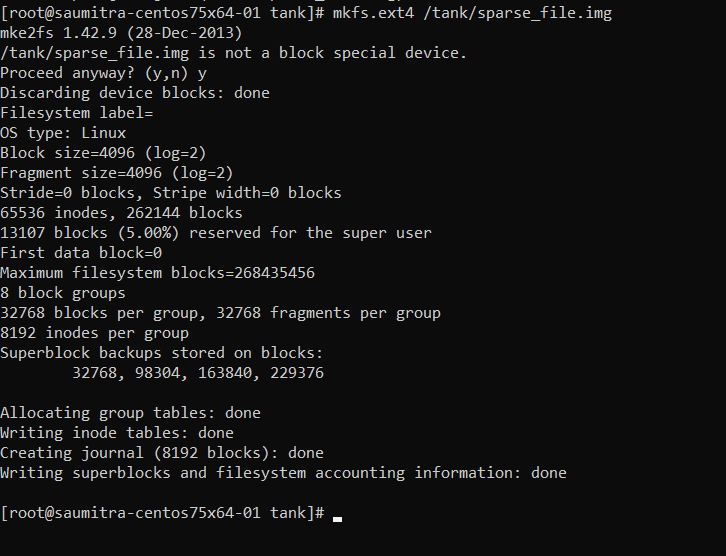 [root@saumitra-centos75x64-01 tank]# mkfs.ext4 /tank/sparse_file.img
mke2fs 1.42.9 (28-Dec-2013)
/tank/sparse_file.img is not a block special device.
Proceed anyway? (y,n) y
Discarding device blocks: done
Filesystem label=
OS type: Linux
Block size=4096 (log=2)
Fragment size=4096 (log=2)
Stride=0 blocks, Stripe width=0 blocks
65536 inodes, 262144 blocks
13107 blocks (5.00%) reserved for the super user
First data block=0
Maximum filesystem blocks=268435456
8 block groups
32768 blocks per group, 32768 fragments per group
8192 inodes per group
Superblock backups stored on blocks:
        32768, 98304, 163840, 229376

Allocating group tables: done
Writing inode tables: done
Creating journal (8192 blocks): done
Writing superblocks and filesystem accounting information: done

[root@saumitra-centos75x64-01 tank]#